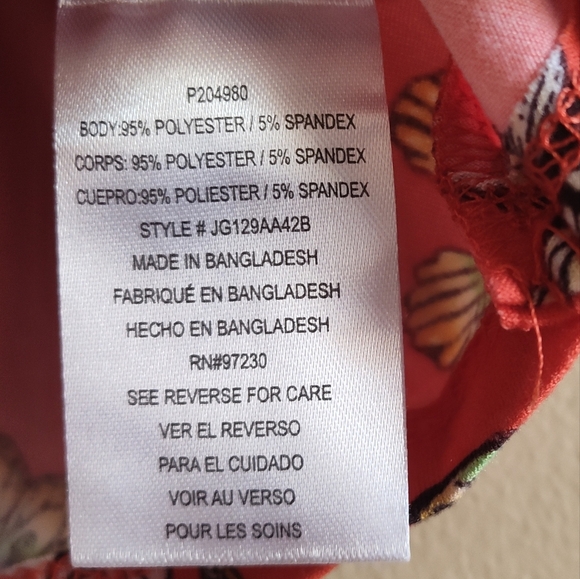 P204980
BODY:95% POLYESTER / 5% SPANDEX
CORPS: 95% POLYESTER / 5% SPANDEX
CUEPRO:95% POLIESTER / 5% SPANDEX
STYLE # JG129AA42B
MADE IN BANGLADESH
FABRIQUÉ EN BANGLADESH
HECHO EN BANGLADESH
RN#97230
SEE REVERSE FOR CARE
VER EL REVERSO
PARA EL CUIDADO
VOIR AU VERSO
POUR LES SOINS